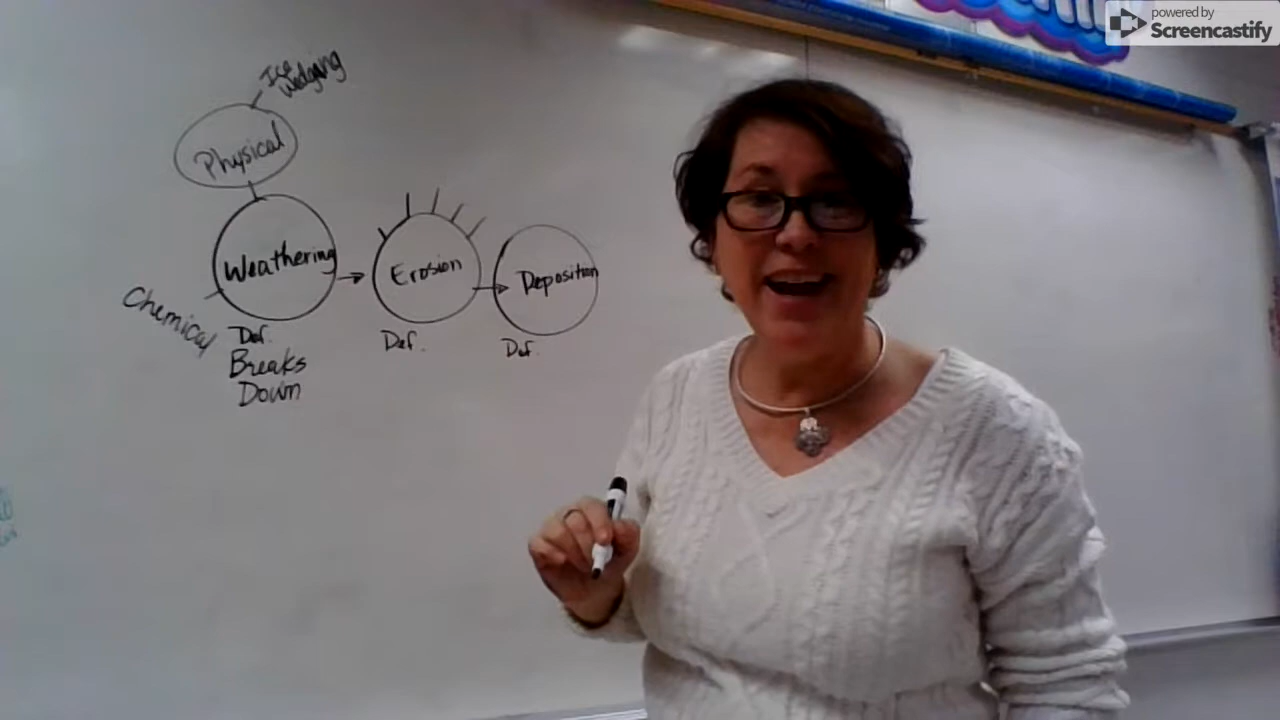 powered by
Screencastify
Ice
Wedging
Physical
Weathering
Erosion
Deposition
Chemical
Def.
Breaks
Down
Def.
Def.